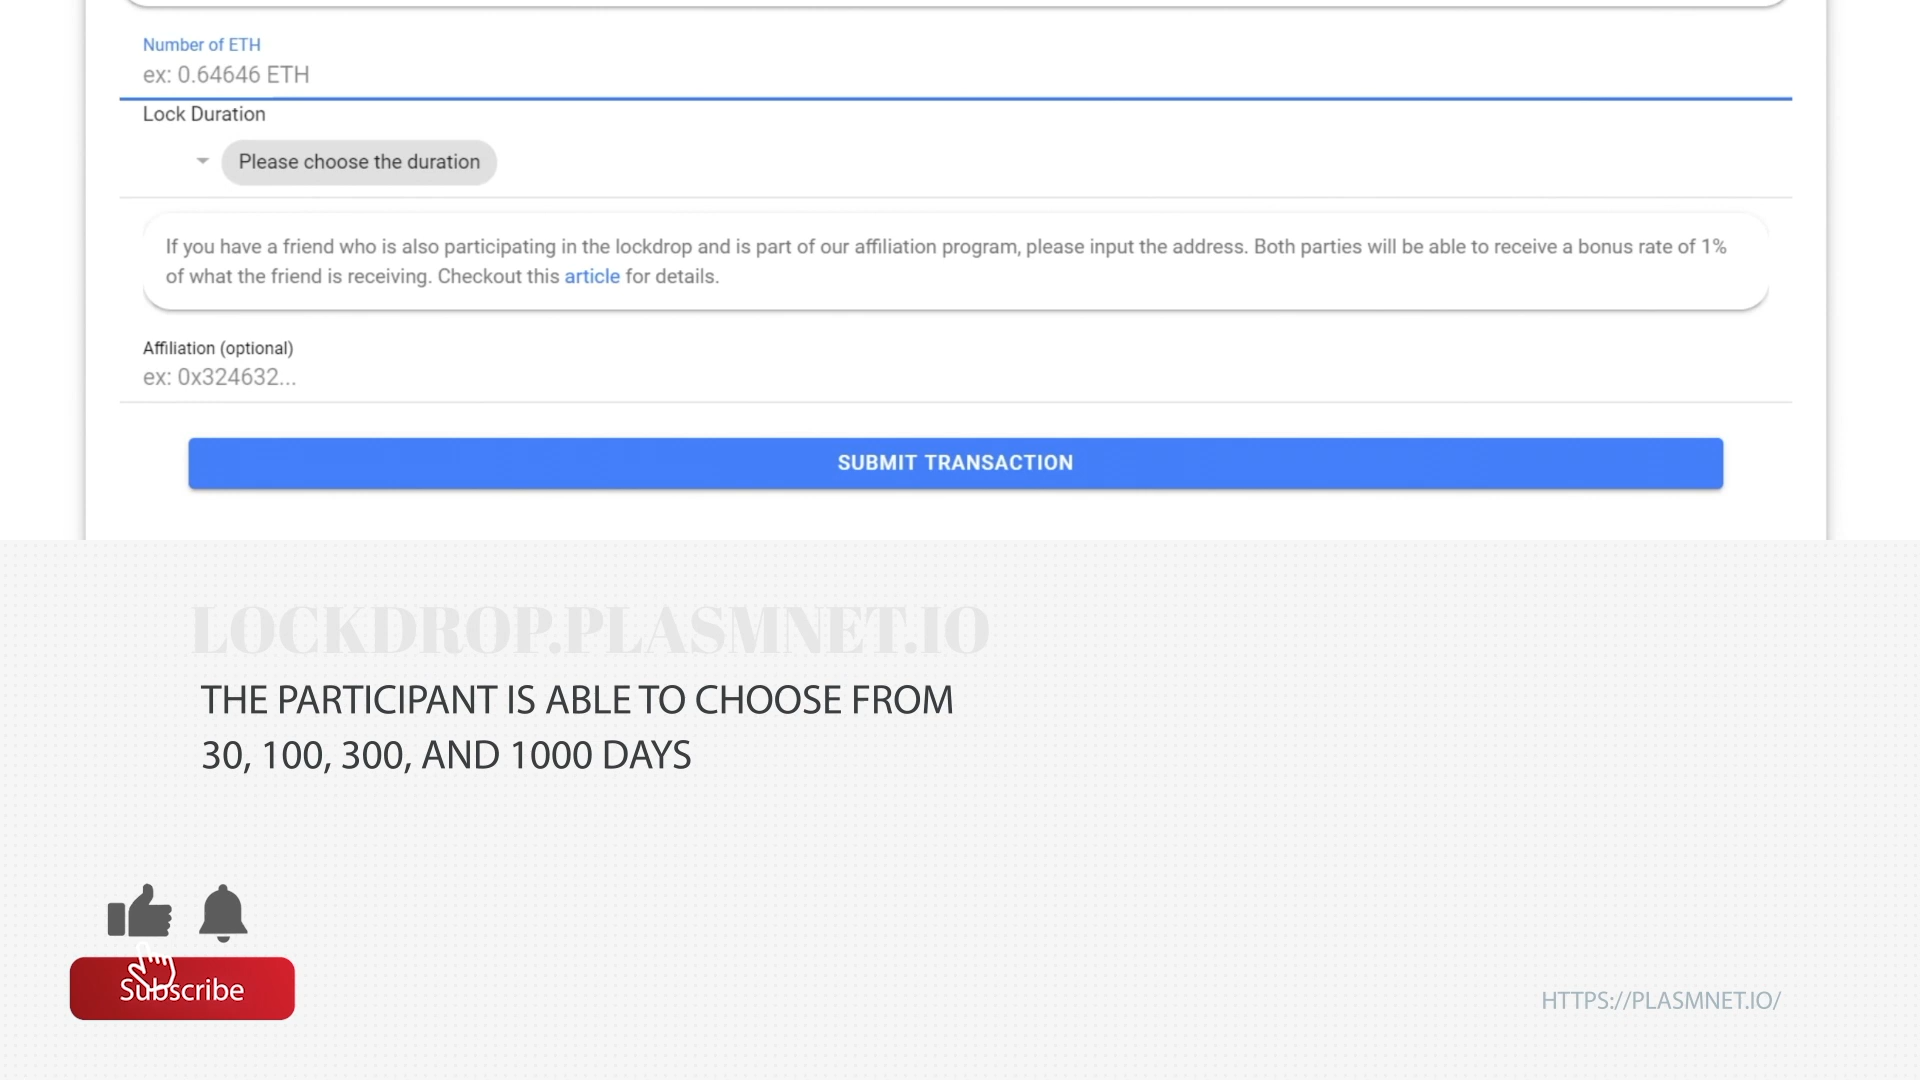 Number of ETH
ex: 0.64646 ETH
Lock Duration
Please choose the duration
If you have a friend who is also participating in the lockdrop and is part of our affiliation program, please input the address. Both parties will be able to receive a bonus rate of 1%
of what the friend is receiving. Checkout this article for details.
Affiliation (optional)
ex: 0x324632...
SUBMIT TRANSACTION
LOCKDROP.PLASMNET.IO
THE PARTICIPANT IS ABLE TO CHOOSE FROM
30, 100, 300, AND 1000 DAYS
Subscribe
HTTPS://PLASMNET.IO/